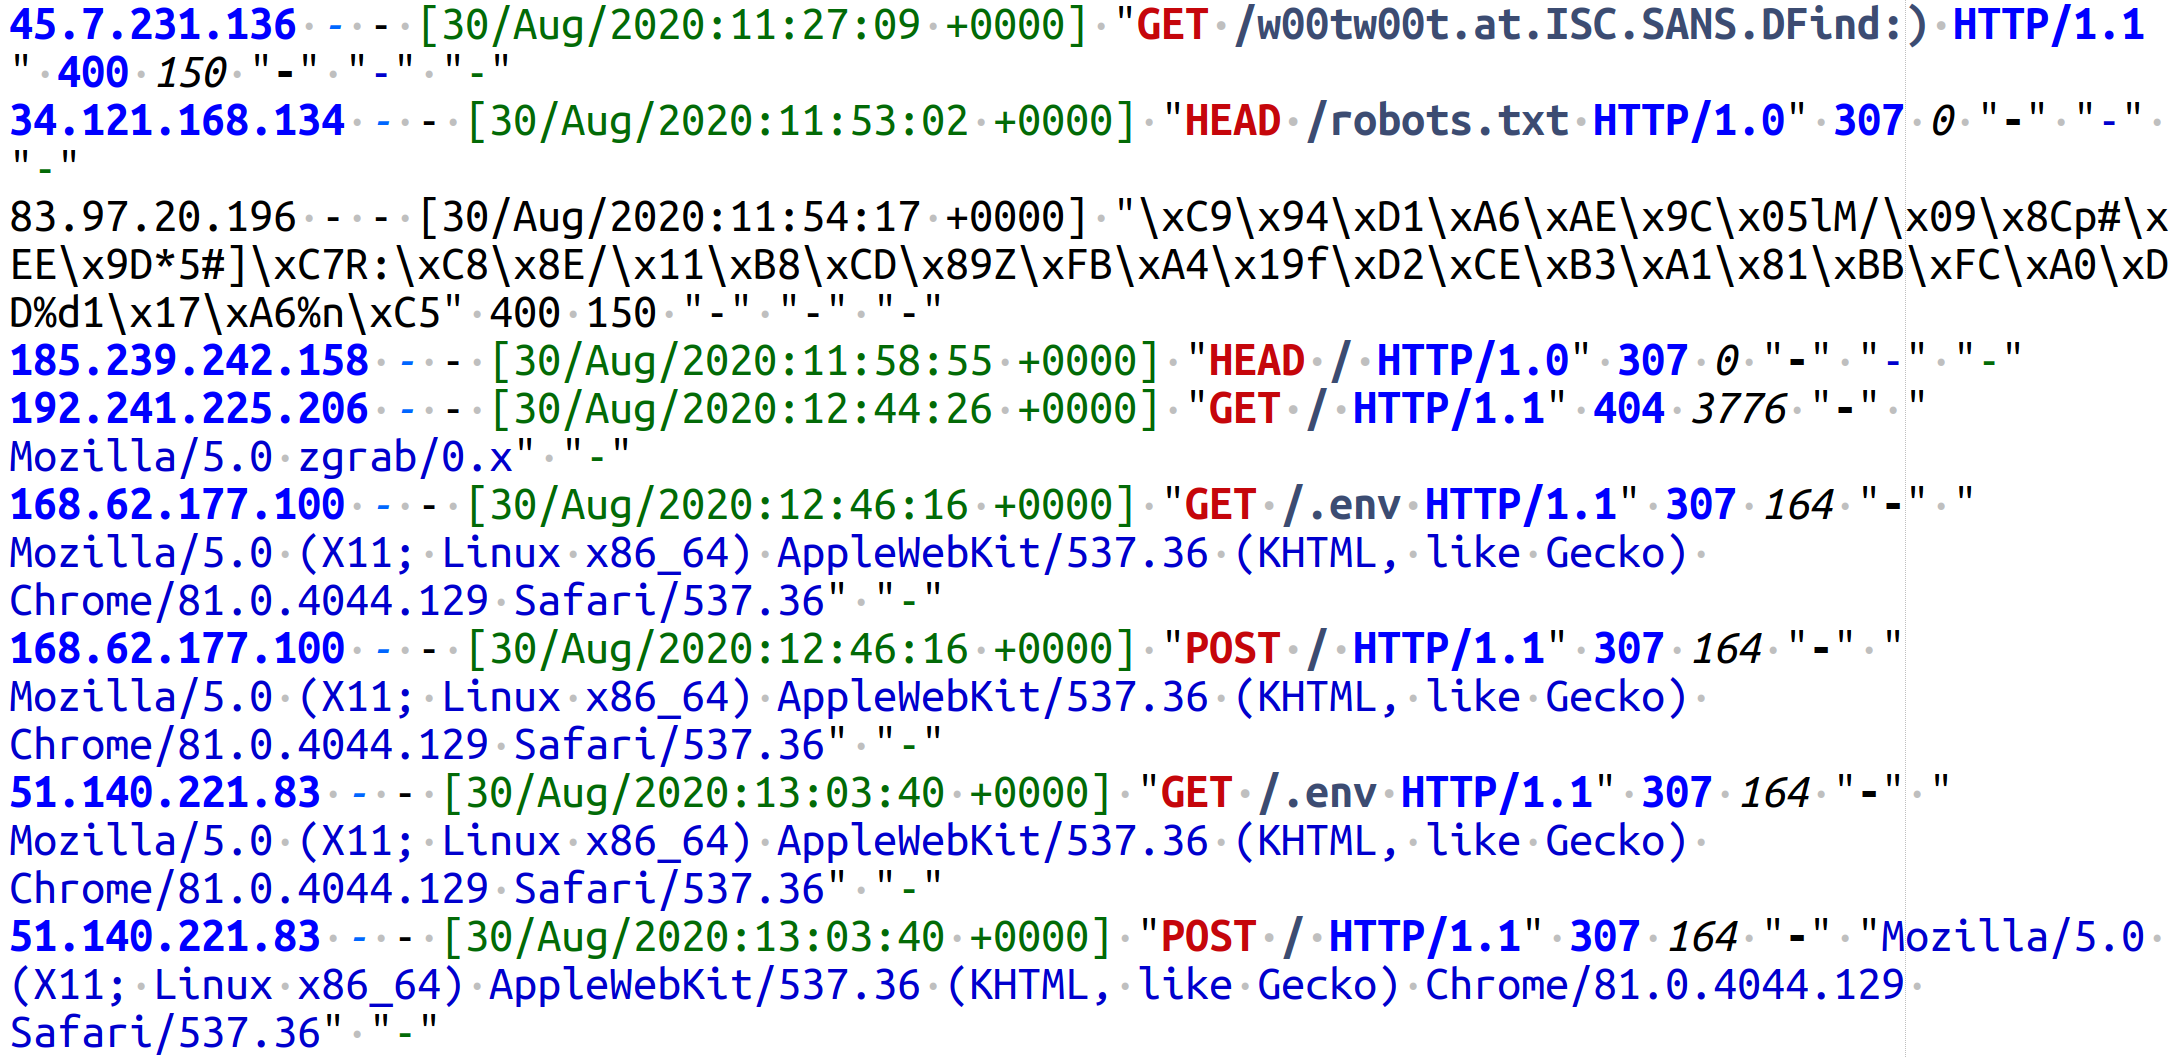 45.7.231.136 - - [30/Aug/2020:11:27:09 +0000] "GET /w00tw00t.at.ISC.SANS.DFind:) HTTP/1.1
" 400 150 "-" "-" "-"
34.121.168.134 - - [30/Aug/2020:11:53:02 +0000] "HEAD /robots.txt HTTP/1.0" 307 0 "-" "-"
"-"
83.97.20.196 - - [30/Aug/2020:11:54:17 +0000] "\xC9\x94\xD1\xA6\xAE\x9C\x05lM/\x09\x8Cp#\x
EE\x9D*5#]\xC7R:\xC8\x8E/\x11\xB8\xCD\x89Z\xFB\xA4\x19f\xD2\xCE\xB3\xA1\x81\xBB\xFC\xA0\xD
D%d1\x17\xA6%n\xC5" 400 150 "-" "-" "-"
185.239.242.158 - - [30/Aug/2020:11:58:55 +0000] "HEAD / HTTP/1.0" 307 0 "-" "-" "-"
192.241.225.206 - - [30/Aug/2020:12:44:26 +0000] "GET / HTTP/1.1" 404 3776 "-" "
Mozilla/5.0 zgrab/0.x" "-"
168.62.177.100 - - [30/Aug/2020:12:46:16 +0000] "GET /.env HTTP/1.1" 307 164 "-" "
Mozilla/5.0 (X11; Linux x86_64) AppleWebKit/537.36 (KHTML, like Gecko)
Chrome/81.0.4044.129 Safari/537.36" "-"
168.62.177.100 - - [30/Aug/2020:12:46:16 +0000] "POST / HTTP/1.1" 307 164 "-" "
Mozilla/5.0 (X11; Linux x86_64) AppleWebKit/537.36 (KHTML, like Gecko)
Chrome/81.0.4044.129 Safari/537.36" "-"
51.140.221.83 - - [30/Aug/2020:13:03:40 +0000] "GET /.env HTTP/1.1" 307 164 "-" "
Mozilla/5.0 (X11; Linux x86_64) AppleWebKit/537.36 (KHTML, like Gecko)
Chrome/81.0.4044.129 Safari/537.36" "-"
51.140.221.83 - - [30/Aug/2020:13:03:40 +0000] "POST / HTTP/1.1" 307 164 "-" "Mozilla/5.0
(X11; Linux x86_64) AppleWebKit/537.36 (KHTML, like Gecko) Chrome/81.0.4044.129
Safari/537.36" "-"